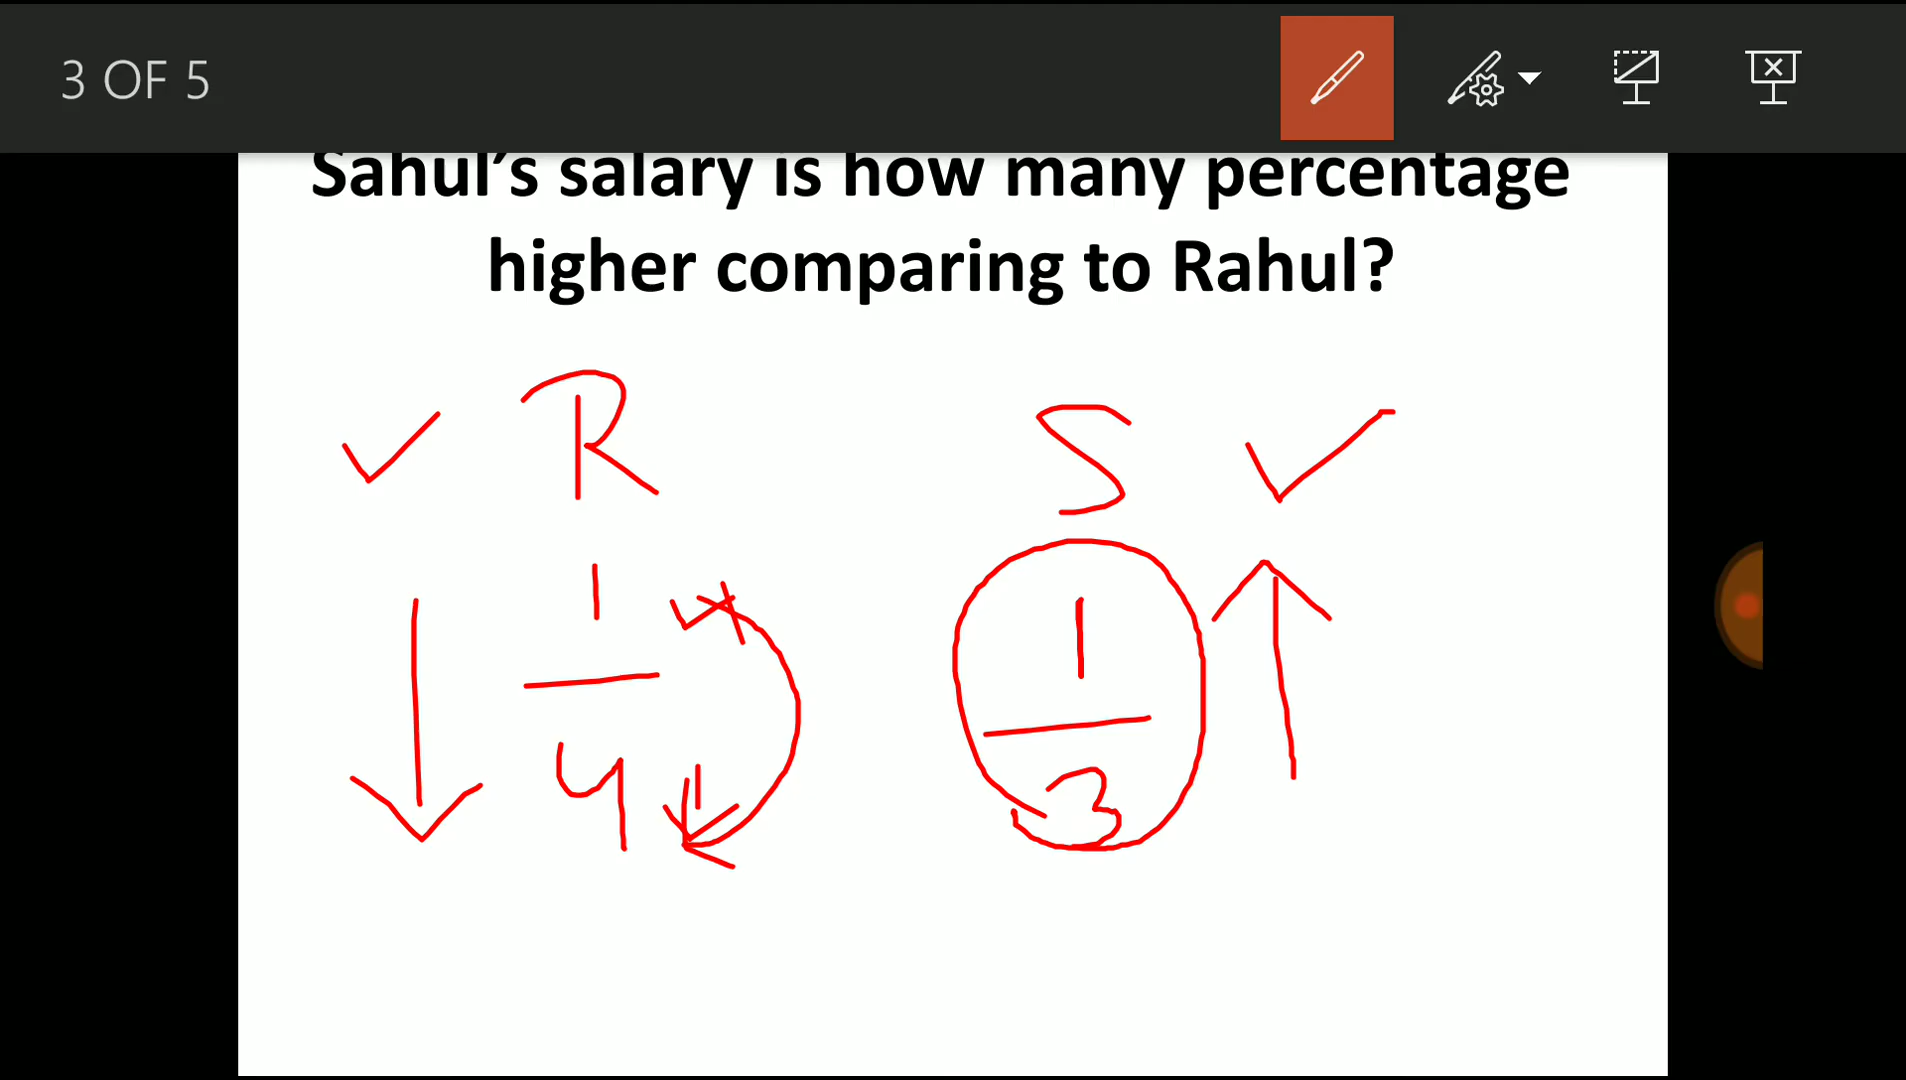 3 OF 5
Sahul's salary is how many percentage
higher comparing to Rahul?
R S
1 1
4 3